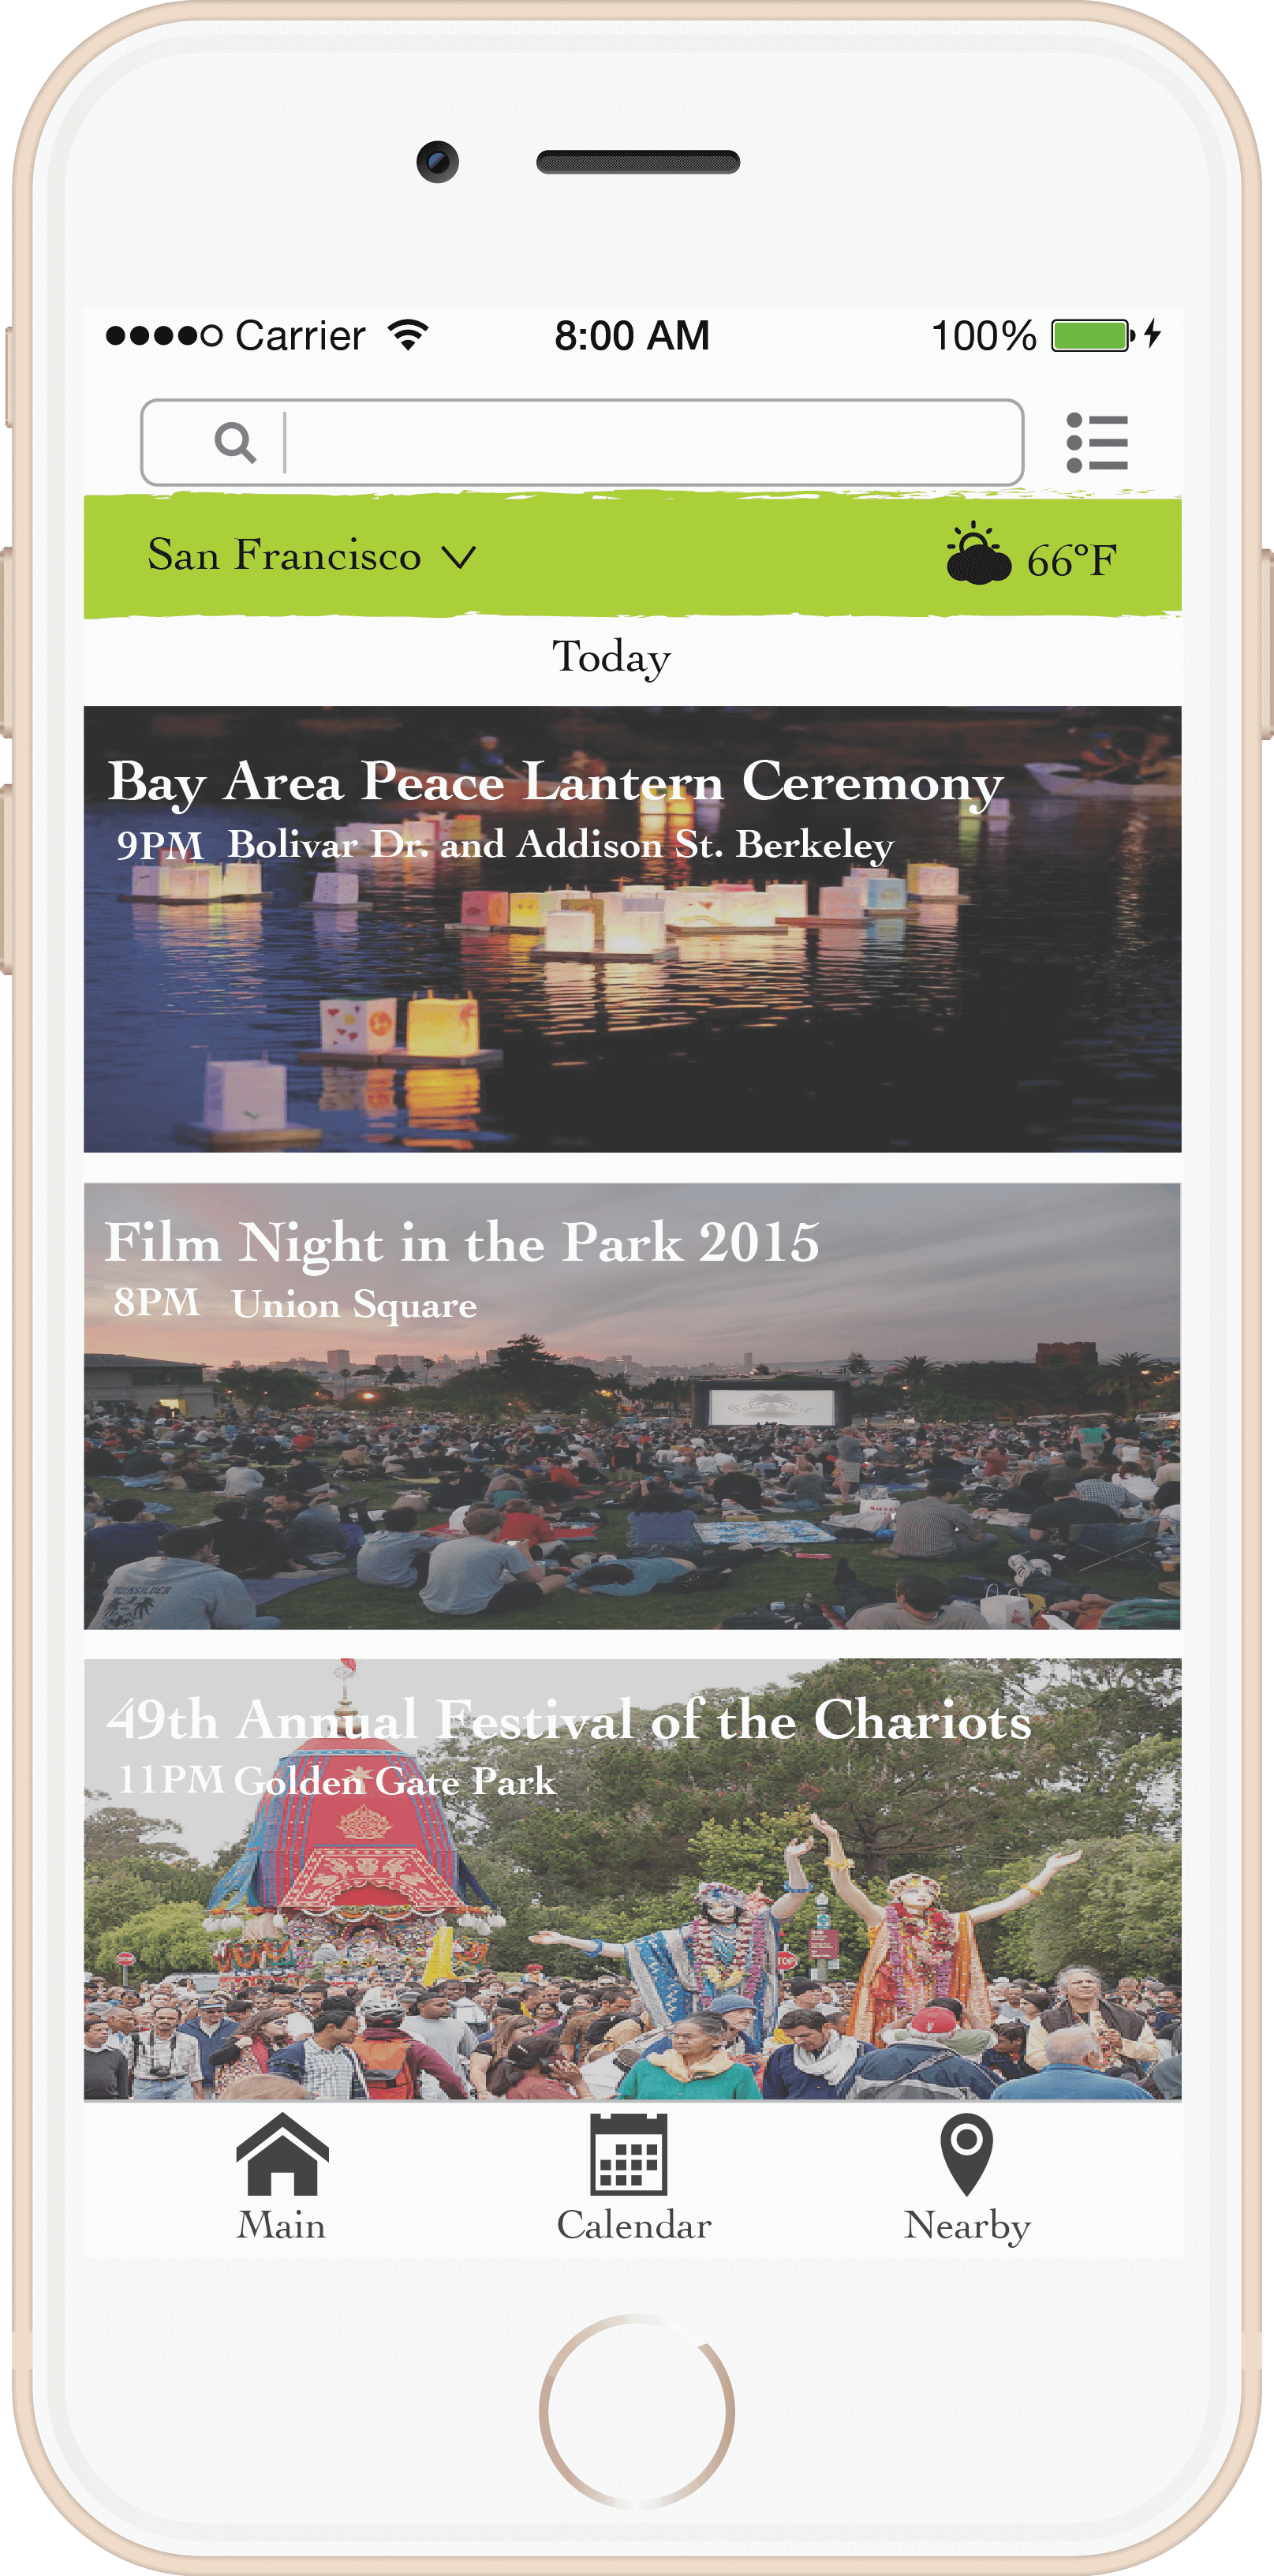 Carrier 8:00 AM 100%
San Francisco 66°F
Today
Bay Area Peace Lantern Ceremony
9PM Bolivar Dr. and Addison St. Berkeley
Film Night in the Park 2015
8PM Union Square
QUIKSILVER
49th Annual Festival of the Chariots
11PM Golden Gate Park
Main Calendar Nearby